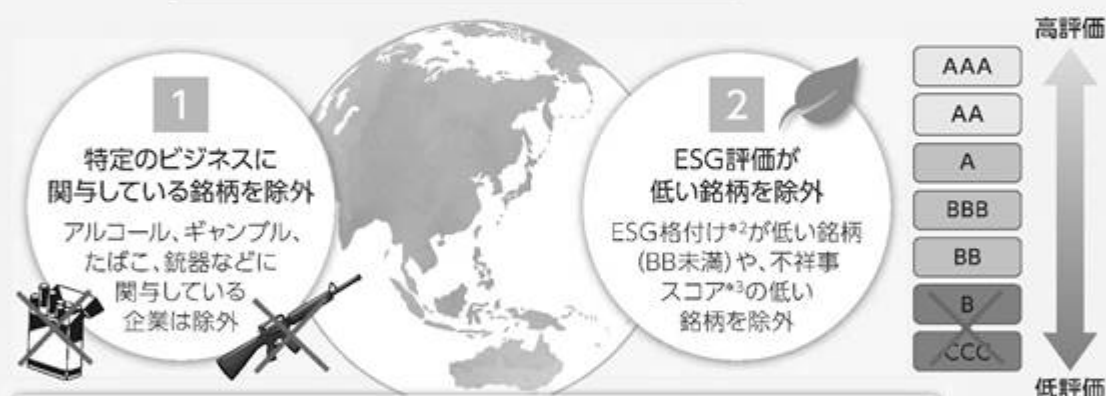 1
特定のビジネスに
関与している銘柄を除外
アルコール、ギャンブル、
たばこ、銃器などに
関与している
企業は除外
2
ESG評価が
低い銘柄を除外
ESG格付け*2が低い銘柄
(BB未満)や、不祥事
スコア*3の低い
銘柄を除外
高評価
AAA
AA
A
BBB
BB
B
CCC
低評価